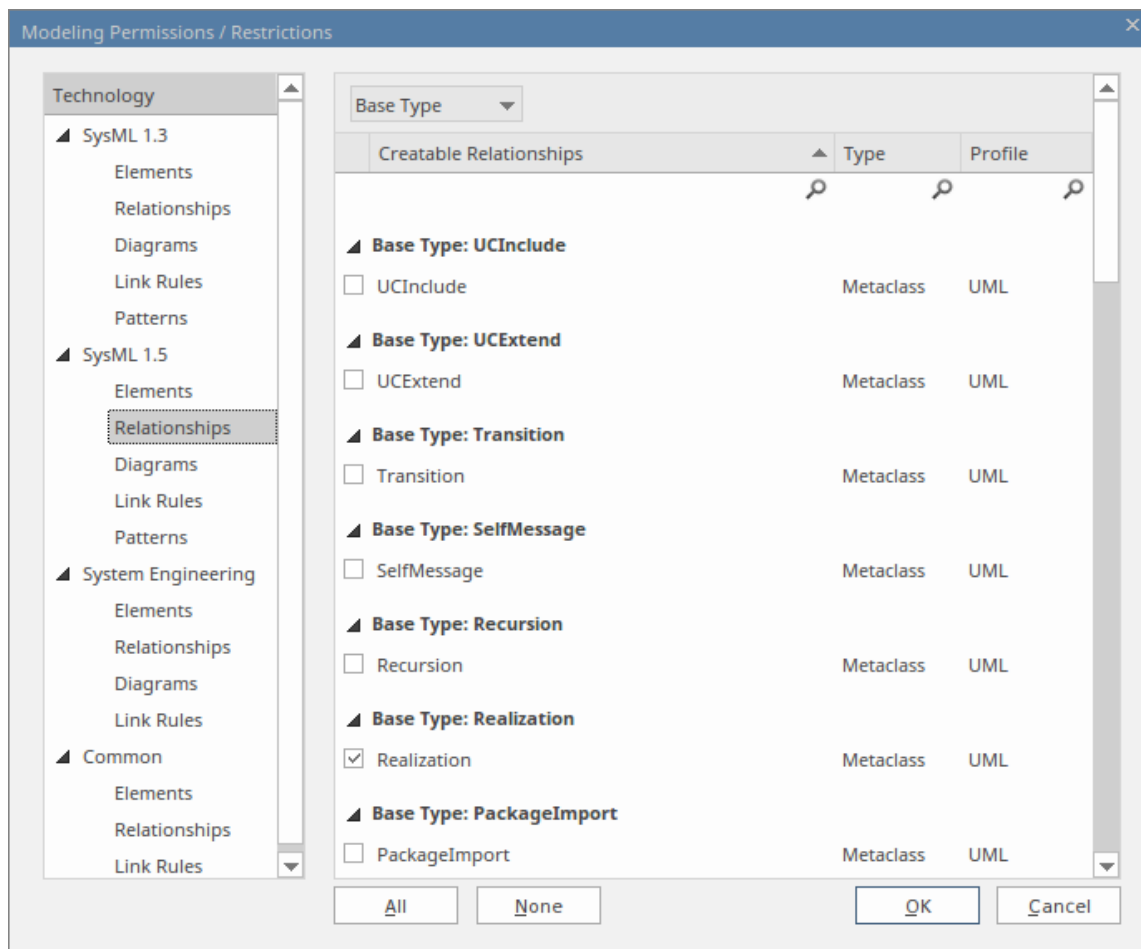 Modeling Permissions / Restrictions
Technology
SysML 1.3
Elements
Relationships
Diagrams
Link Rules
Patterns
SysML 1.5
Elements
Relationships
Diagrams
Link Rules
Patterns
System Engineering
Elements
Relationships
Diagrams
Link Rules
Common
Elements
Relationships
Link Rules
Base Type
Creatable Relationships Type Profile
Base Type: UCInclude
UCInclude Metaclass UML
Base Type: UCExtend
UCExtend Metaclass UML
Base Type: Transition
Transition Metaclass UML
Base Type: SelfMessage
SelfMessage Metaclass UML
Base Type: Recursion
Recursion Metaclass UML
Base Type: Realization
Realization Metaclass UML
Base Type: PackageImport
PackageImport Metaclass UML
All None OK Cancel